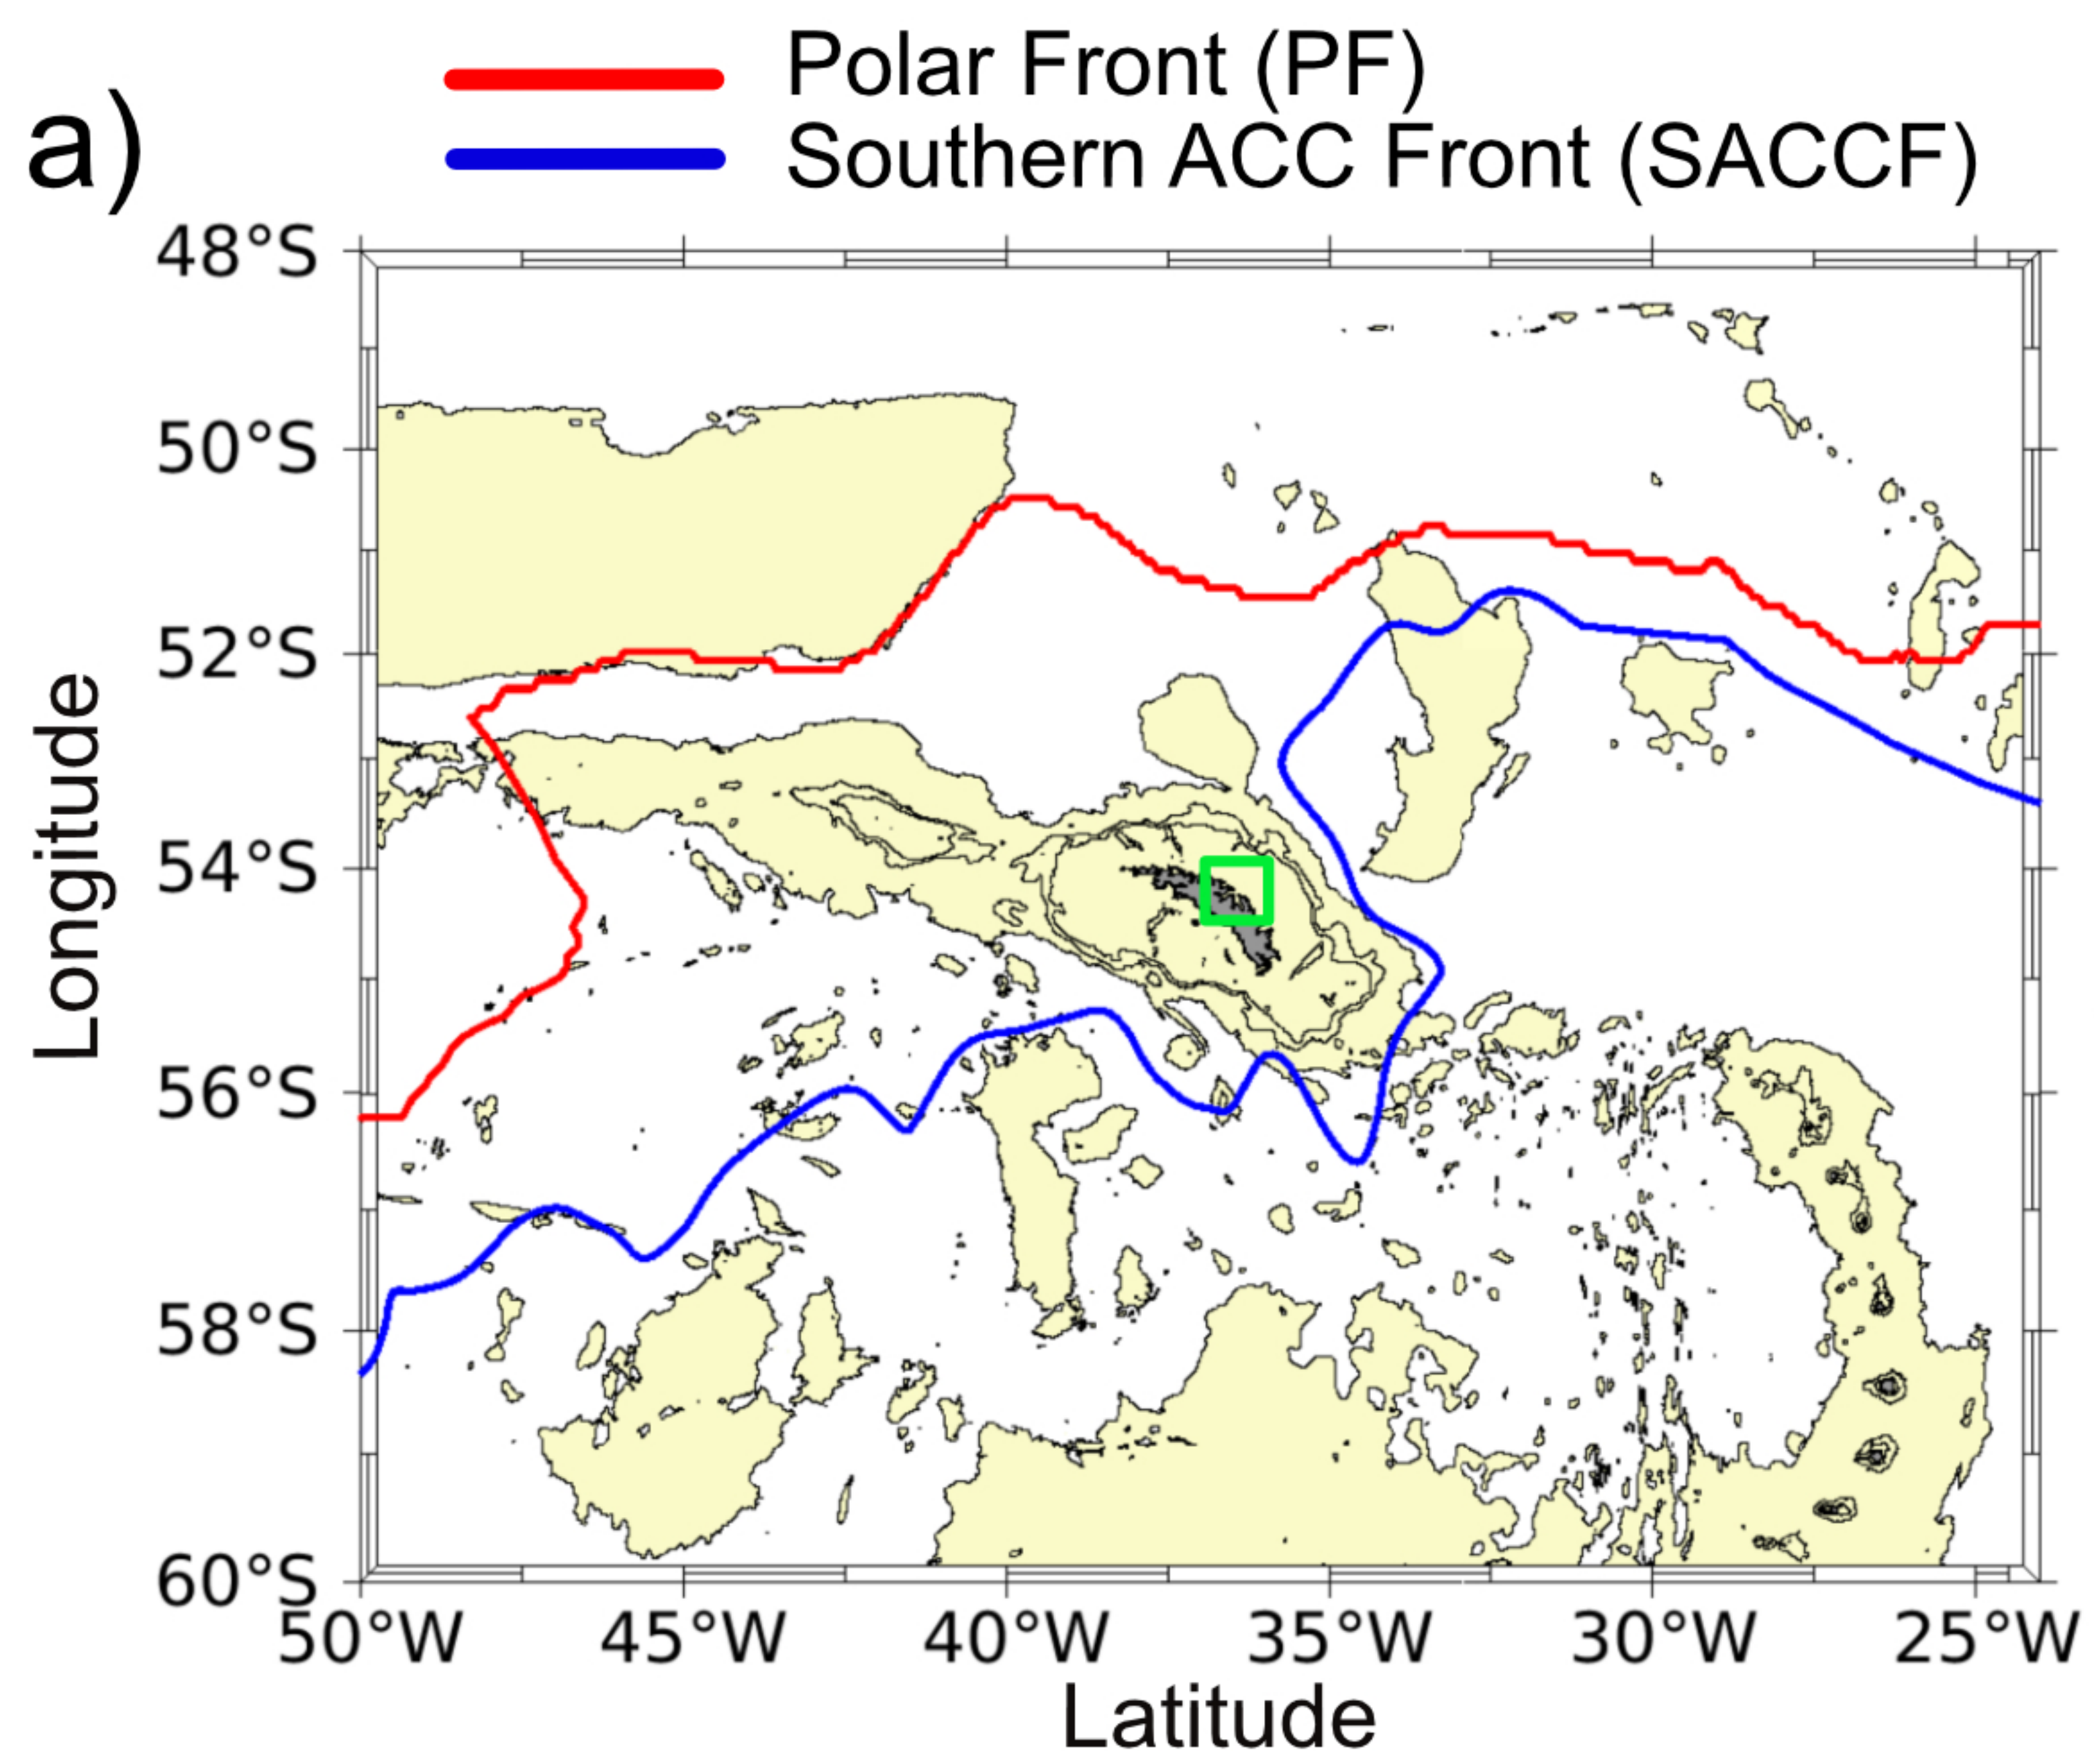 a)
Polar Front (PF)
Southern ACC Front (SACCF)
48°S
50°S
52°S
54°S
56°S
58°S
60°S
Longitude
50°W 45°W 40°W 35°W 30°W 25°W
Latitude